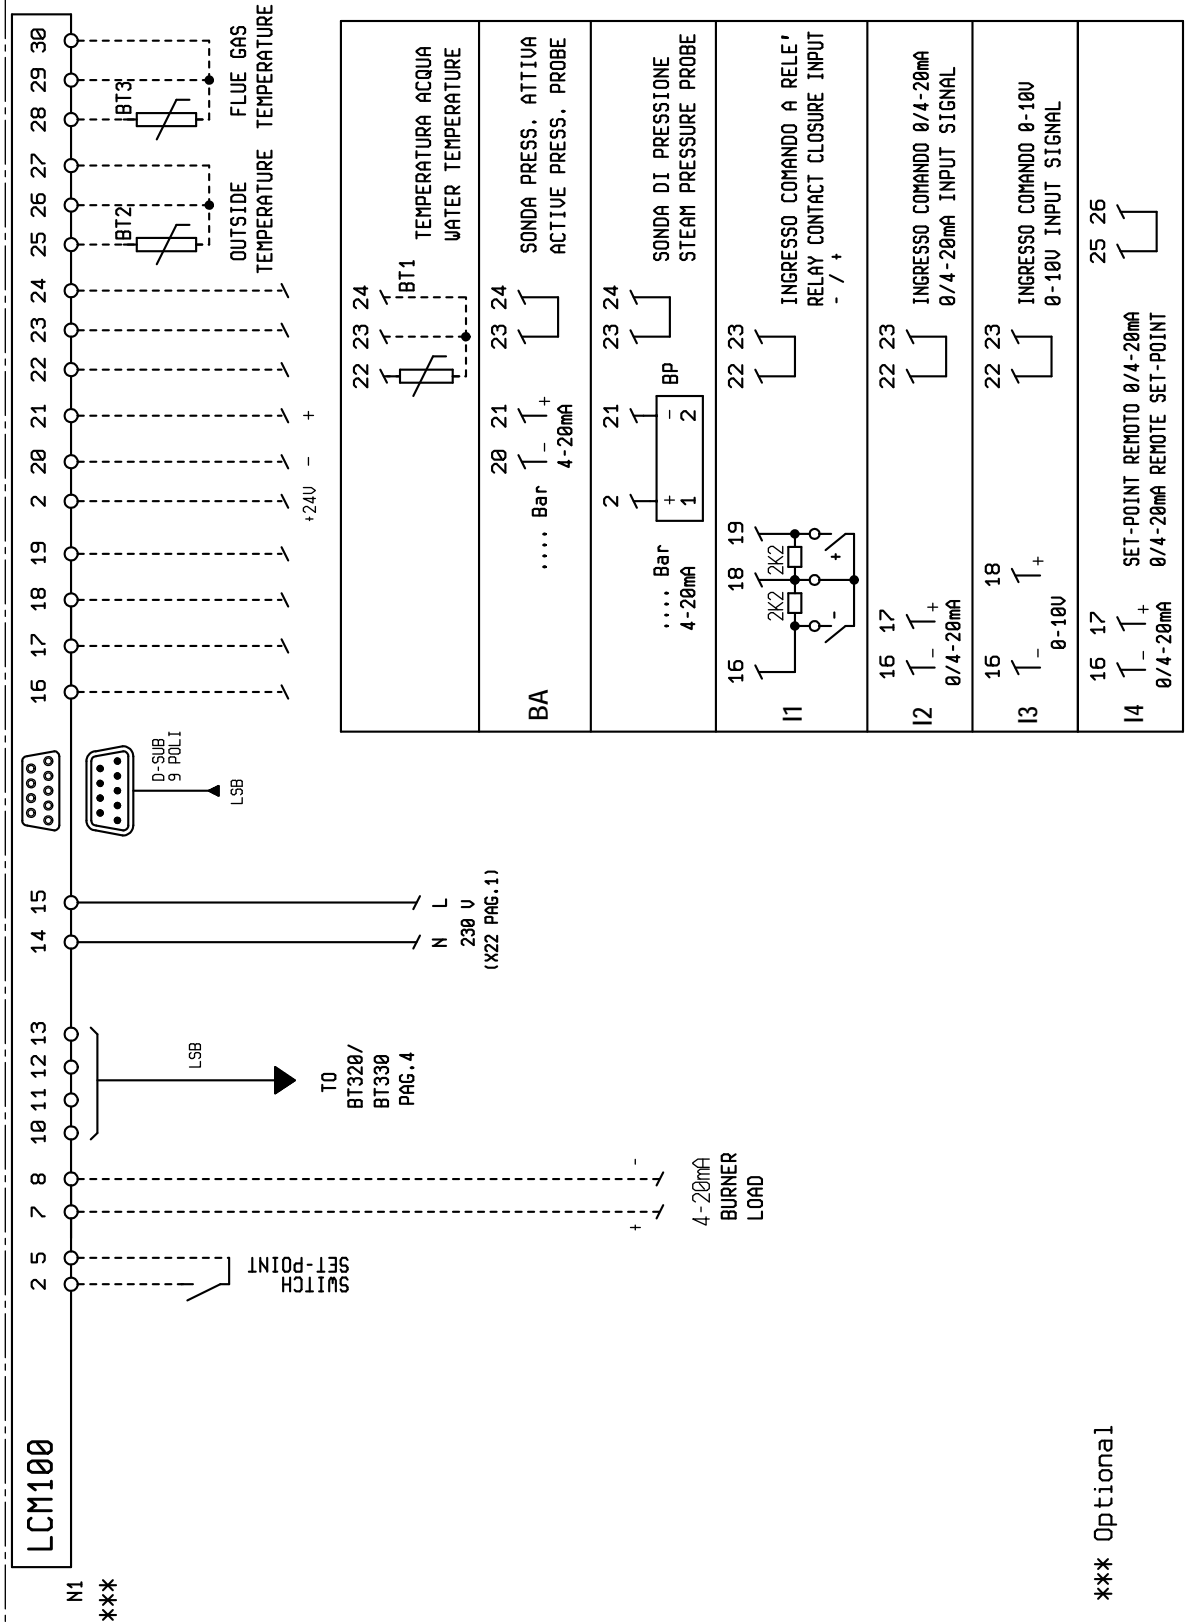 LCM100
N1
***
2 5 7 8 10 11 12 13 14 15 16 17 18 19 2 20 21 22 23 24 25 26 27 28 29 30
SWITCH
SET-POINT
+ -
4-20mA
BURNER
LOAD
LSB
TO
BT320/
BT330
PAG.4
N L
230 V
(X22 PAG.1)
D-SUB
9 POLI
LSB
+24V - +
BT2
OUTSIDE
TEMPERATURE
BT3
FLUE GAS
TEMPERATURE
22 23 24
BT1
TEMPERATURA ACQUA
WATER TEMPERATURE
BA
.... Bar
20 21 23 24
- +
4-20mA
SONDA PRESS. ATTIVA
ACTIVE PRESS. PROBE
.... Bar
4-20mA
2 21 23 24
+ -
1 2
BP
SONDA DI PRESSIONE
STEAM PRESSURE PROBE
I1
16 18 19 22 23
2K2 2K2
- +
INGRESSO COMANDO A RELE'
RELAY CONTACT CLOSURE INPUT
- / +
I2
16 17 22 23
- +
0/4-20mA
INGRESSO COMANDO 0/4-20mA
0/4-20mA INPUT SIGNAL
I3
16 18 22 23
- +
0-10V
INGRESSO COMANDO 0-10V
0-10V INPUT SIGNAL
I4
16 17 25 26
- +
0/4-20mA
SET-POINT REMOTO 0/4-20mA
0/4-20mA REMOTE SET-POINT
*** Optional